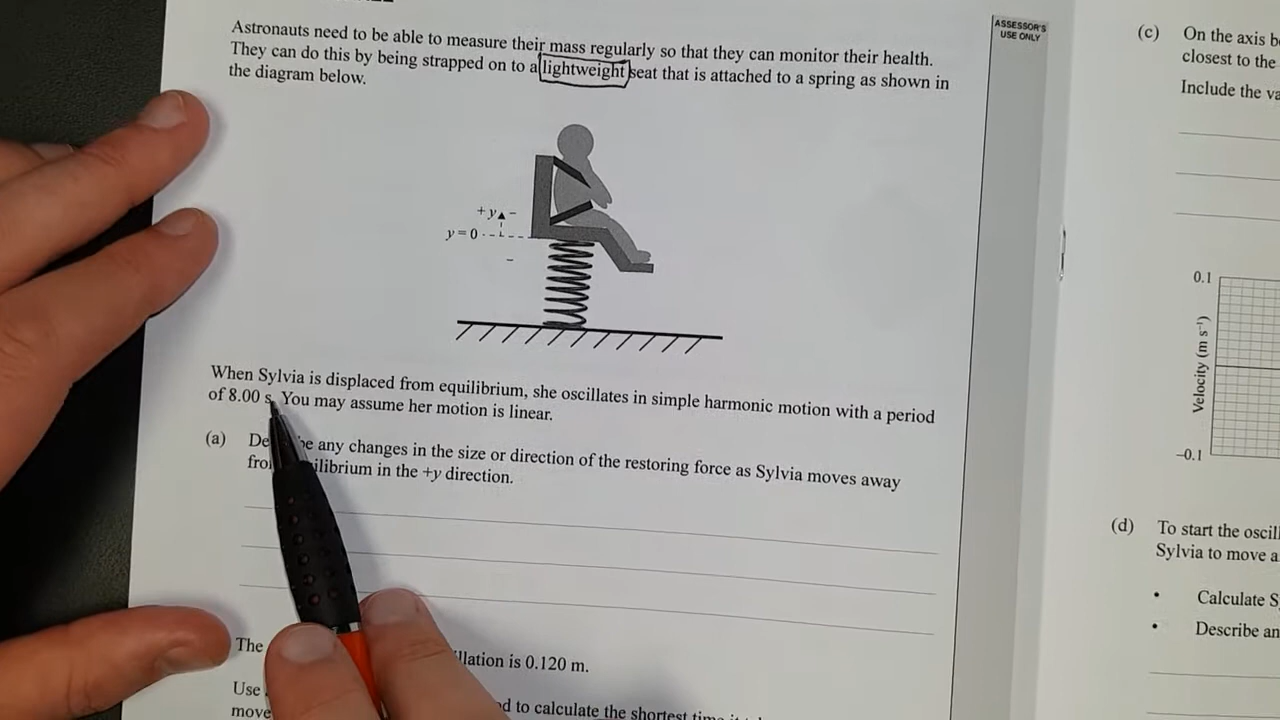 Astronauts need to be able to measure their mass regularly so that they can monitor their health.
They can do this by being strapped on to a lightweight seat that is attached to a spring as shown in
the diagram below.
+y
y = 0
When Sylvia is displaced from equilibrium, she oscillates in simple harmonic motion with a period
of 8.00 s. You may assume her motion is linear.
(a) any changes in the size or direction of the restoring force as Sylvia moves away
in the +y direction.
The is 0.120 m.
Use to calculate the shortest time it
move
ASSESSOR'S
USE ONLY
(c) On the axis
closest to the
Include the
0.1
Velocity (m s⁻¹)
−0.1
(d) To start the
Sylvia to move a
• Calculate
• Describe